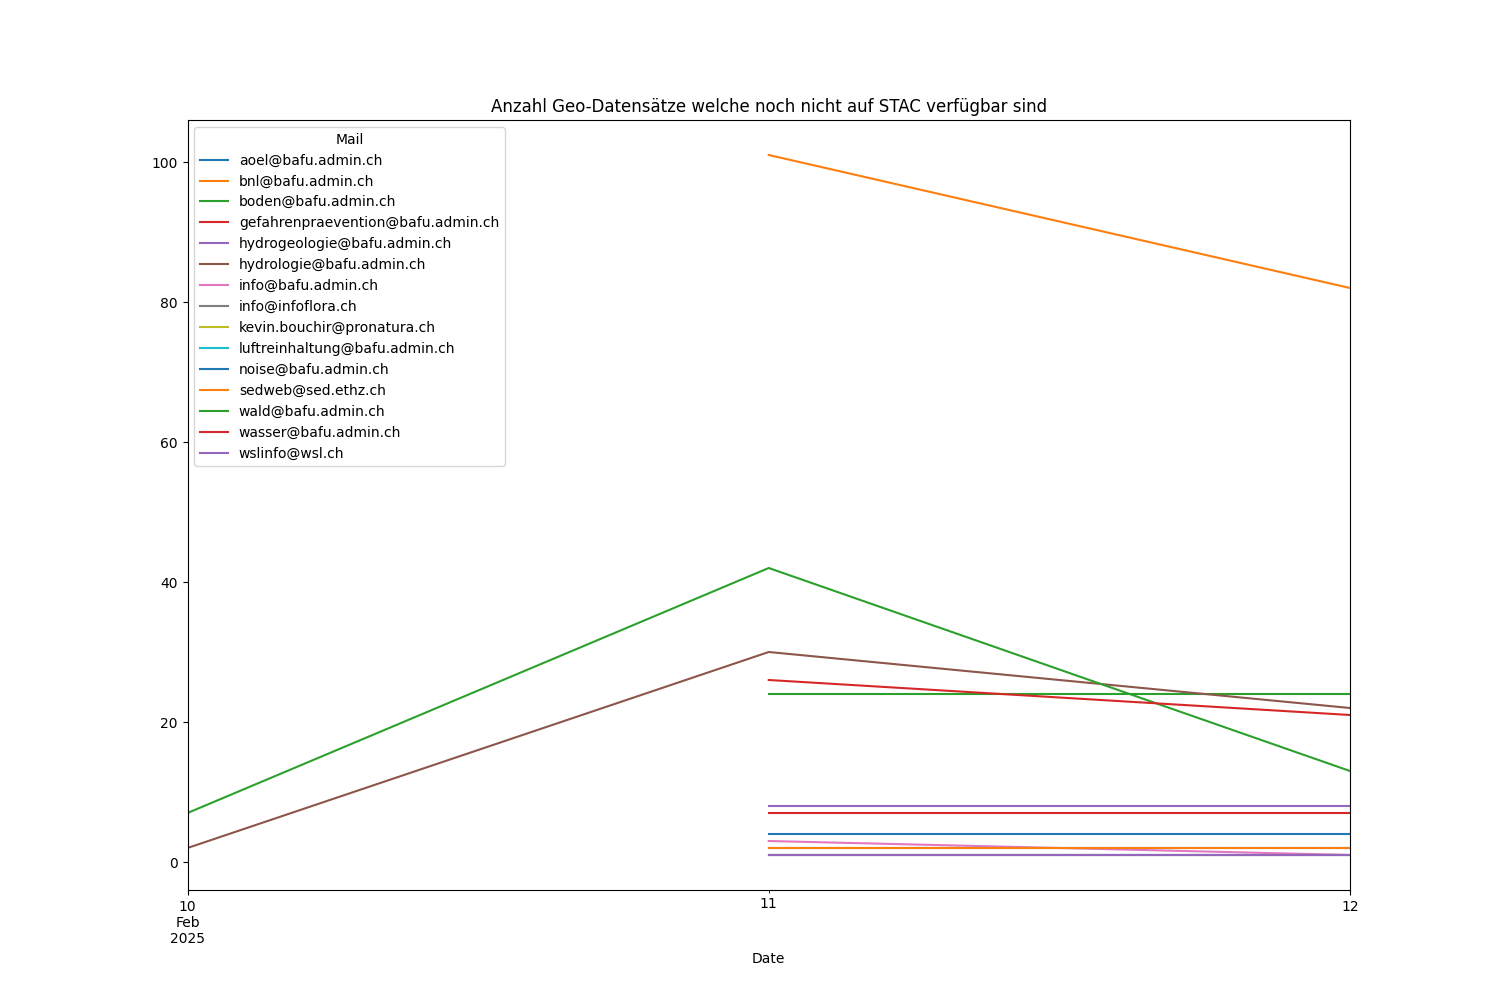 Anzahl Geo-Datensätze welche noch nicht auf STAC verfügbar sind
Mail
aoel@bafu.admin.ch
bnl@bafu.admin.ch
boden@bafu.admin.ch
gefahrenpraevention@bafu.admin.ch
hydrogeologie@bafu.admin.ch
hydrologie@bafu.admin.ch
info@bafu.admin.ch
info@infoflora.ch
kevin.bouchir@pronatura.ch
luftreinhaltung@bafu.admin.ch
noise@bafu.admin.ch
sedweb@sed.ethz.ch
wald@bafu.admin.ch
wasser@bafu.admin.ch
wslinfo@wsl.ch
100
80
60
40
20
0
10 11 12
Feb
2025
Date